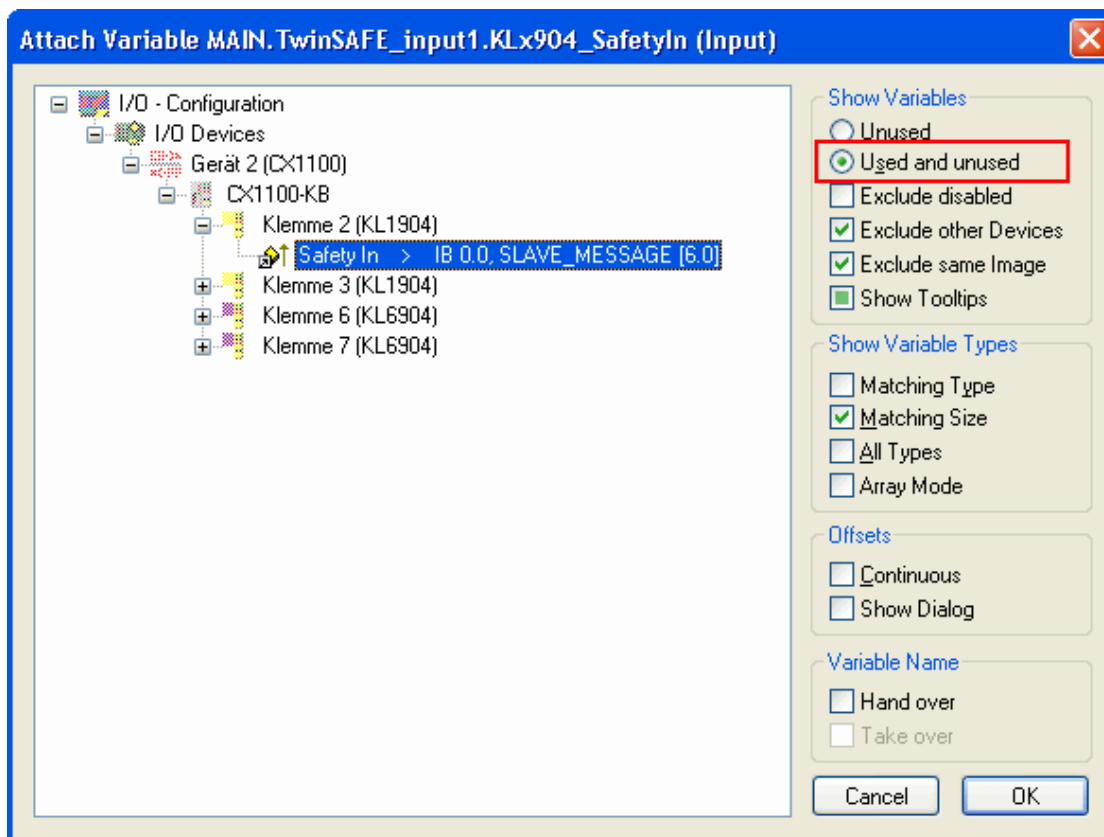 Attach Variable MAIN.TwinSAFE_input1.KLx904_SafetyIn (Input)
I/O - Configuration
I/O Devices
Gerät 2 (CX1100)
CX1100-KB
Klemme 2 (KL1904)
Safety In > IB 0.0, SLAVE_MESSAGE [6.0]
Klemme 3 (KL1904)
Klemme 6 (KL6904)
Klemme 7 (KL6904)
Show Variables
Unused
Used and unused
Exclude disabled
Exclude other Devices
Exclude same Image
Show Tooltips
Show Variable Types
Matching Type
Matching Size
All Types
Array Mode
Offsets
Continuous
Show Dialog
Variable Name
Hand over
Take over
Cancel
OK